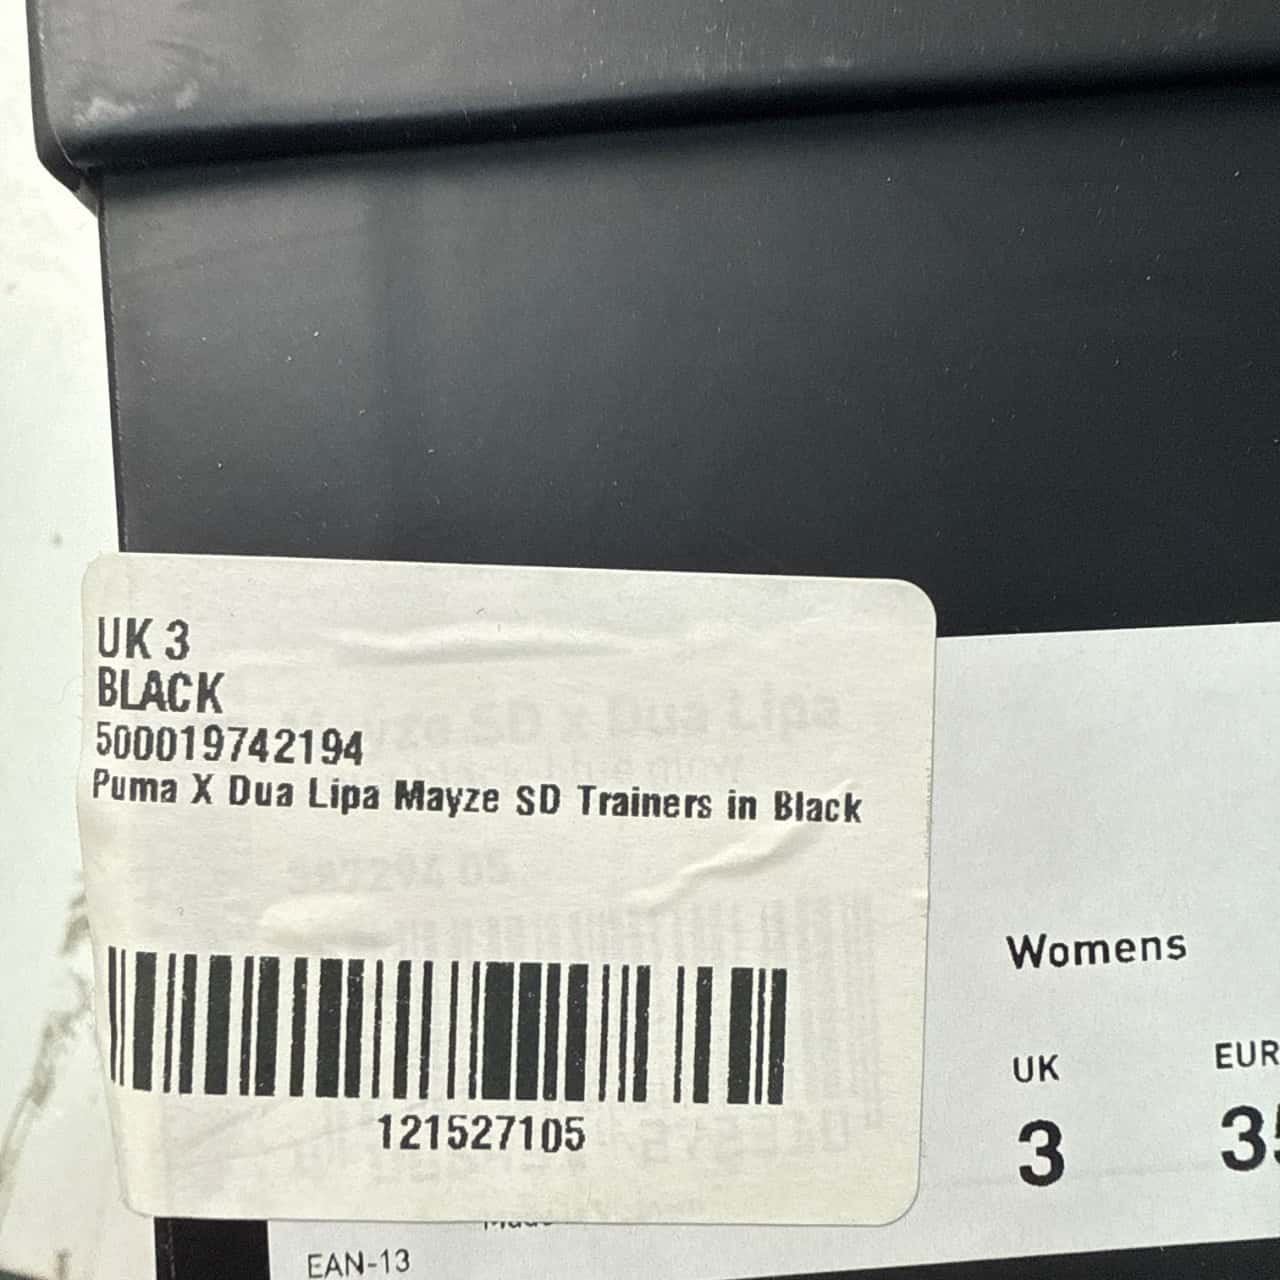 UK 3
BLACK
500019742194
Puma X Dua Lipa Mayze SD Trainers in Black
121527105
Womens
UK
EUR
3
EAN-13